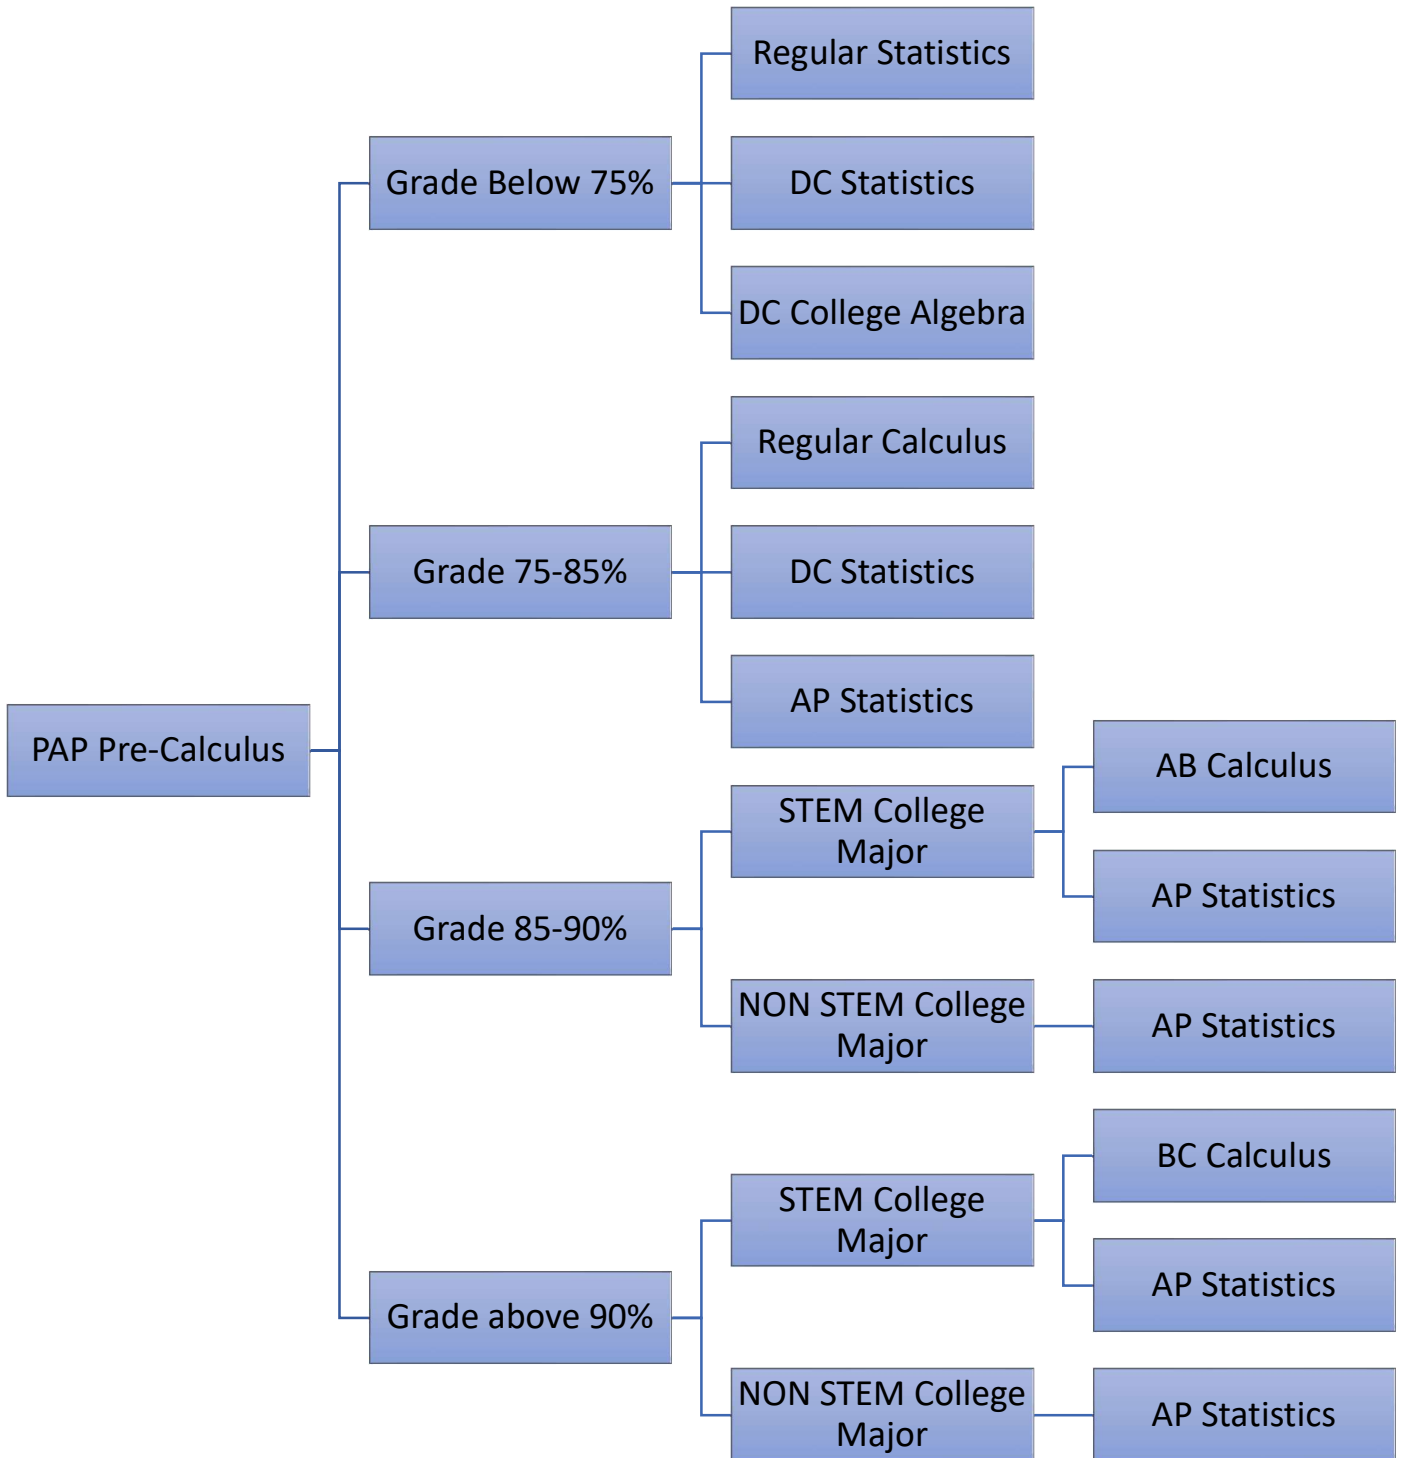 Regular Statistics
Grade Below 75%
DC Statistics
DC College Algebra
Regular Calculus
Grade 75-85%
DC Statistics
AP Statistics
PAP Pre-Calculus
STEM College
Major
AB Calculus
AP Statistics
Grade 85-90%
NON STEM College
Major
AP Statistics
STEM College
Major
BC Calculus
AP Statistics
Grade above 90%
NON STEM College
Major
AP Statistics